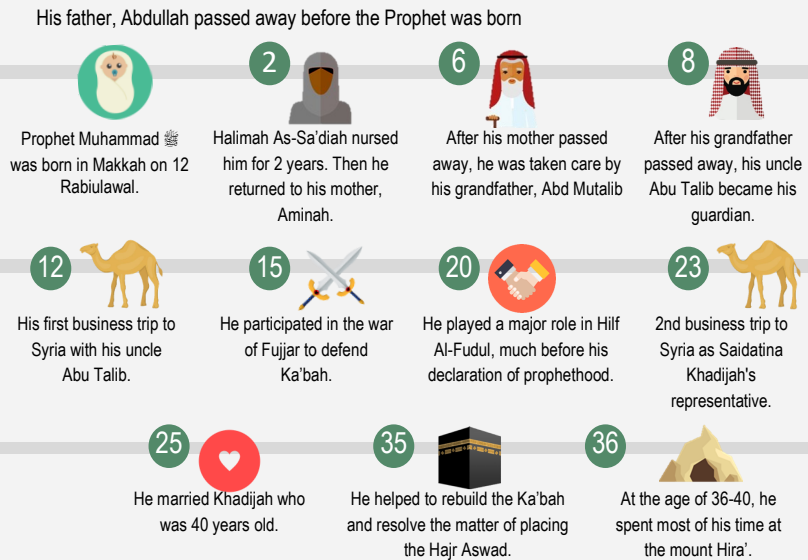 His father, Abdullah passed away before the Prophet was born
Prophet Muhammad ﷺ
was born in Makkah on 12
Rabiulawal.
2
Halimah As-Sa'diah nursed
him for 2 years. Then he
returned to his mother,
Aminah.
6
After his mother passed
away, he was taken care by
his grandfather, Abd Mutalib
8
After his grandfather
passed away, his uncle
Abu Talib became his
guardian.
12
His first business trip to
Syria with his uncle
Abu Talib.
15
He participated in the war
of Fujjar to defend
Ka'bah.
20
He played a major role in Hilf
Al-Fudul, much before his
declaration of prophethood.
23
2nd business trip to
Syria as Saidatina
Khadijah's
representative.
25
He married Khadijah who
was 40 years old.
35
He helped to rebuild the Ka'bah
and resolve the matter of placing
the Hajr Aswad.
36
At the age of 36-40, he
spent most of his time at
the mount Hira'.